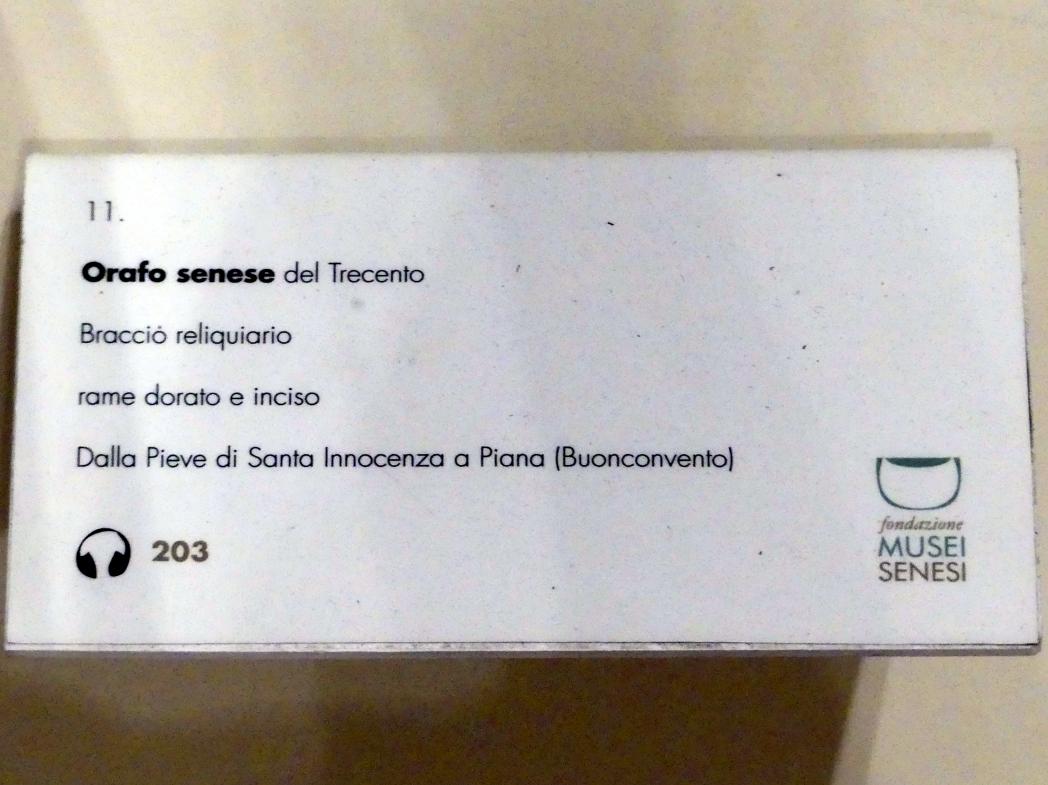 11.
Orafo senese del Trecento
Braccio reliquiario
rame dorato e inciso
Dalla Pieve di Santa Innocenza a Piana (Buonconvento)
203
fondazione
MUSEI
SENESI